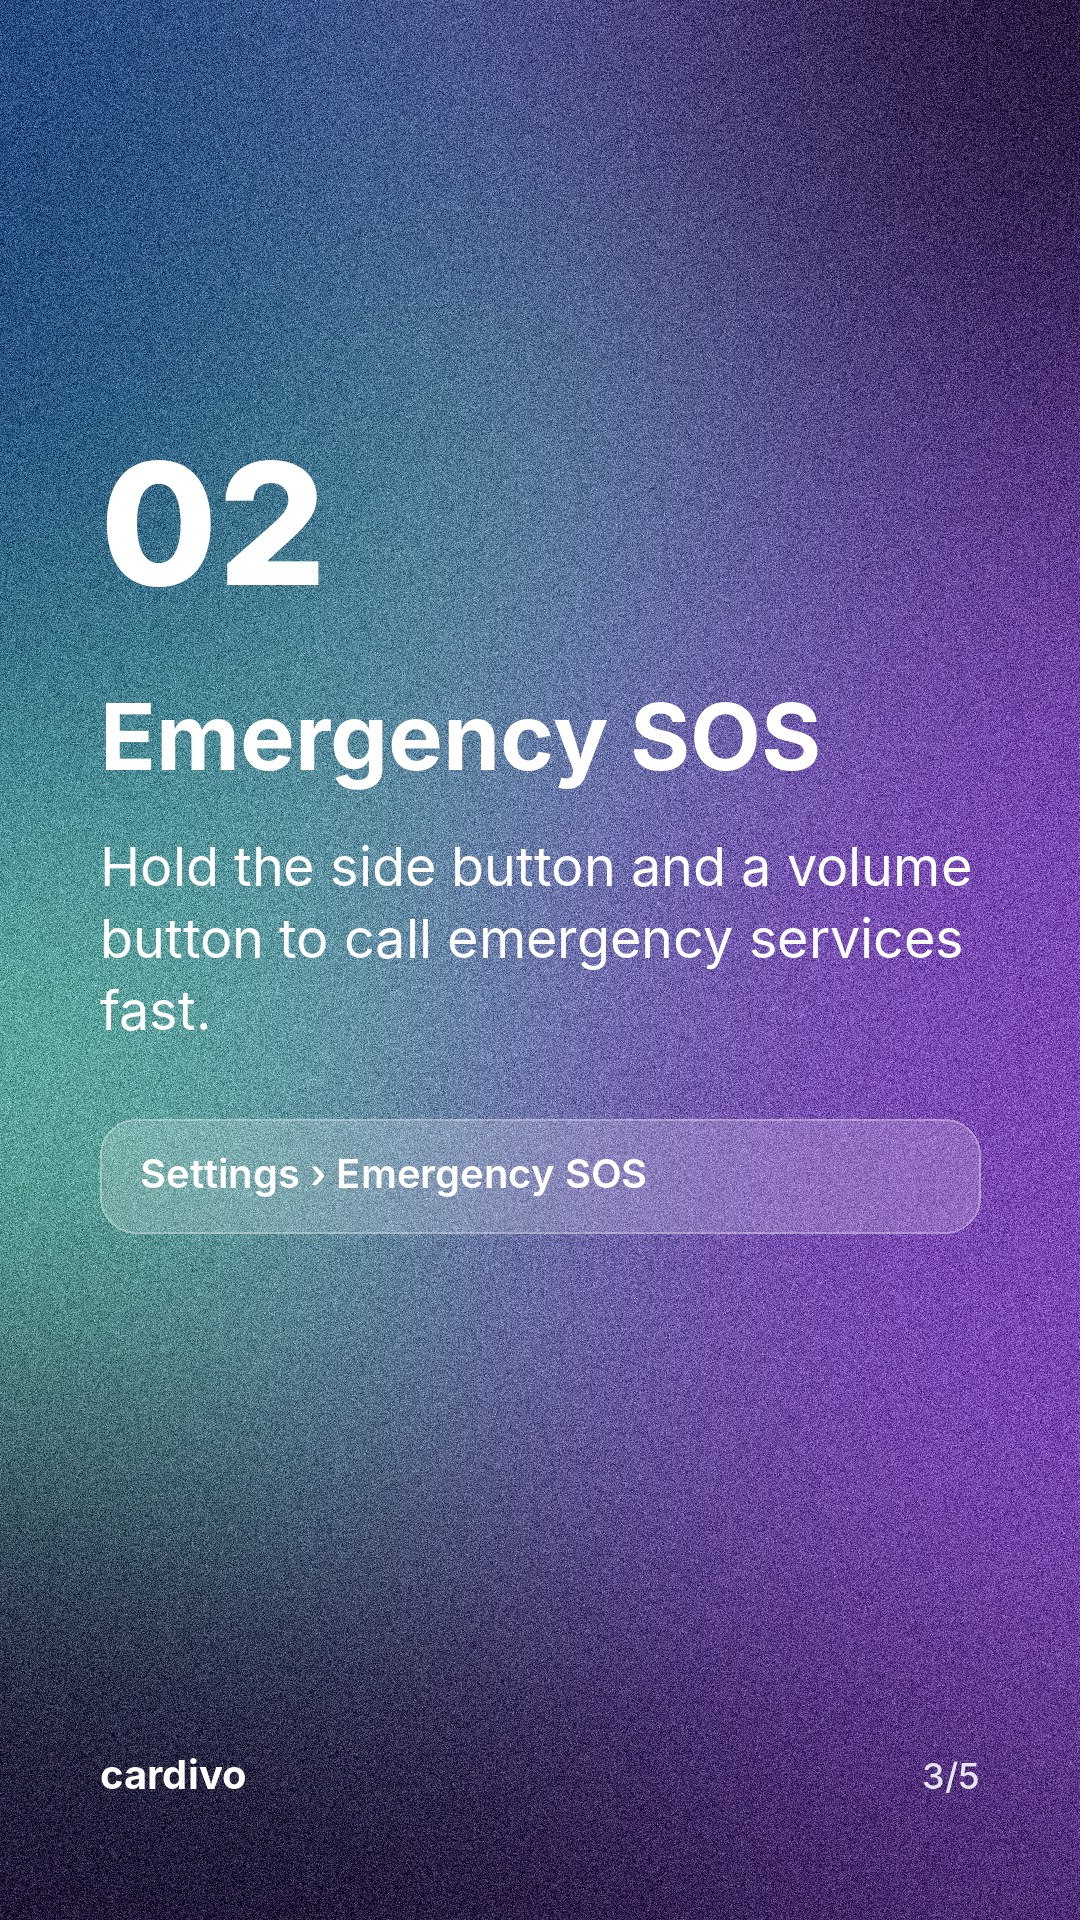 02
Emergency SOS
Hold the side button and a volume
button to call emergency services
fast.
Settings › Emergency SOS
cardivo
3/5